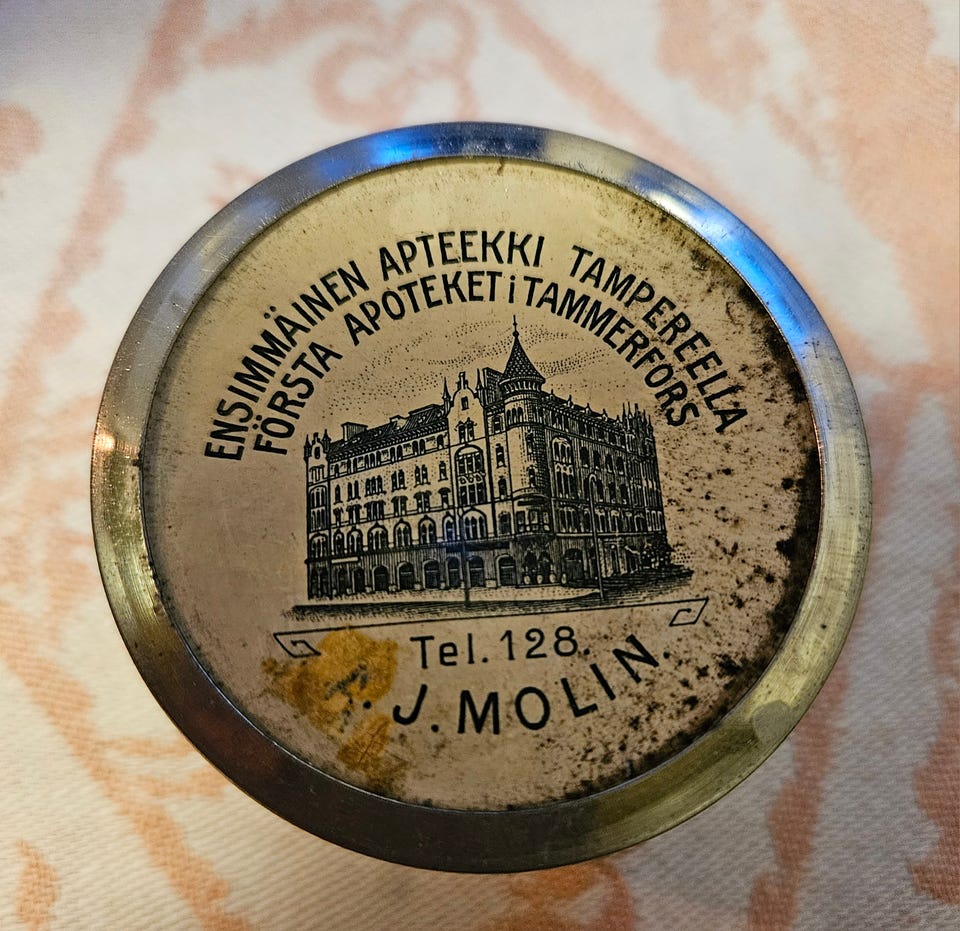 ENSIMMÄINEN APTEEKKI TAMPEREELLA
FÖRSTA APOTEKET i TAMMERFORS
Tel. 128.
J. MOLIN.